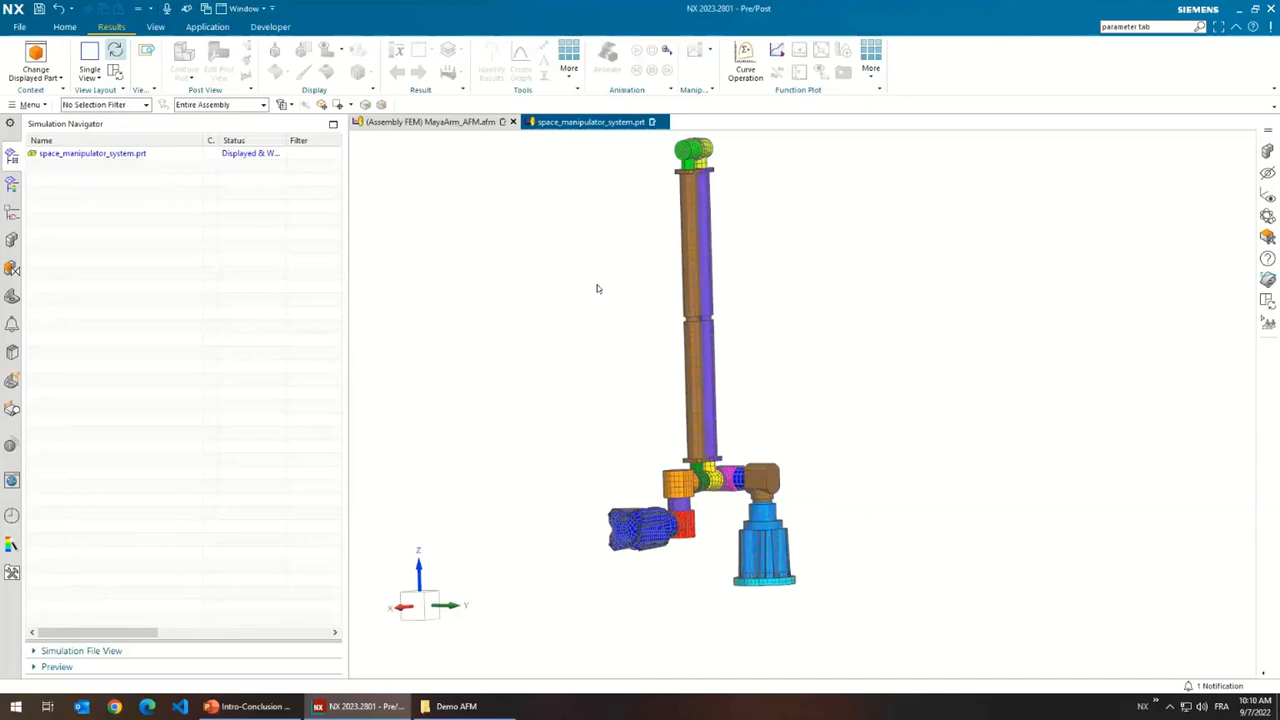 NX
Window
NX 2023.2801 - Pre/Post
SIEMENS
File
Home
Results
View
Application
Developer
parameter tab
Change
Displayed Part
Single
View
Contour
Plot
Edit Post
View
Identify
Results
Create
Graph
More
Animate
Curve
Operation
More
Context
View Layout
View...
Post View
Display
Result
Tools
Animation
Manip...
Function Plot
Menu
No Selection Filter
Entire Assembly
Simulation Navigator
(Assembly FEM) MayaArm_AFM.afm
space_manipulator_system.prt
Name
C.
Status
Filter
space_manipulator_system.prt
Displayed & W...
Z
X
Y
Simulation File View
Preview
1 Notification
Intro-Conclusion ...
NX 2023.2801 - Pre/...
Demo AFM
NX
FRA
10:10 AM
9/7/2022